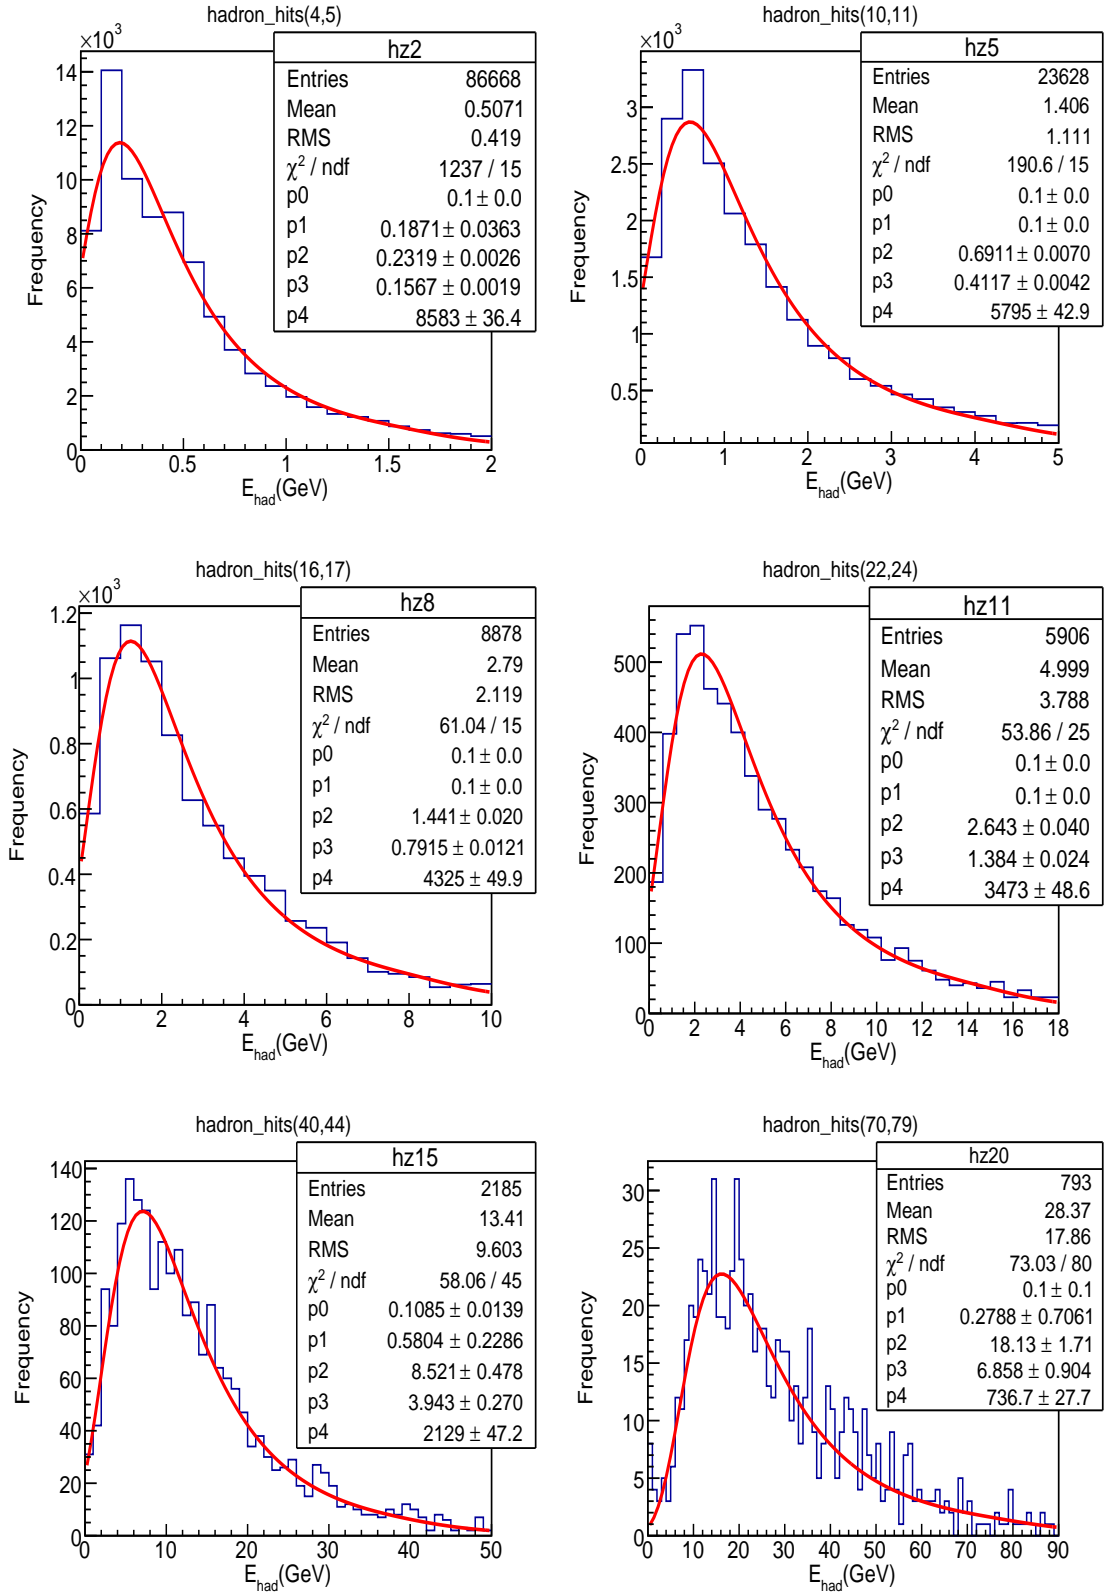 hadron_hits(4,5)
×10³
hz2
Entries 86668
Mean 0.5071
RMS 0.419
χ² / ndf 1237 / 15
p0 0.1 ± 0.0
p1 0.1871 ± 0.0363
p2 0.2319 ± 0.0026
p3 0.1567 ± 0.0019
p4 8583 ± 36.4
14
12
10
8
6
4
2
0
Frequency
0 0.5 1 1.5 2
E_had(GeV)
hadron_hits(10,11)
×10³
hz5
Entries 23628
Mean 1.406
RMS 1.111
χ² / ndf 190.6 / 15
p0 0.1 ± 0.0
p1 0.1 ± 0.0
p2 0.6911 ± 0.0070
p3 0.4117 ± 0.0042
p4 5795 ± 42.9
3
2.5
2
1.5
1
0.5
Frequency
0 1 2 3 4 5
E_had(GeV)
hadron_hits(16,17)
×10³
hz8
Entries 8878
Mean 2.79
RMS 2.119
χ² / ndf 61.04 / 15
p0 0.1 ± 0.0
p1 0.1 ± 0.0
p2 1.441 ± 0.020
p3 0.7915 ± 0.0121
p4 4325 ± 49.9
1.2
1
0.8
0.6
0.4
0.2
0
Frequency
0 2 4 6 8 10
E_had(GeV)
hadron_hits(22,24)
hz11
Entries 5906
Mean 4.999
RMS 3.788
χ² / ndf 53.86 / 25
p0 0.1 ± 0.0
p1 0.1 ± 0.0
p2 2.643 ± 0.040
p3 1.384 ± 0.024
p4 3473 ± 48.6
500
400
300
200
100
0
Frequency
0 2 4 6 8 10 12 14 16 18
E_had(GeV)
hadron_hits(40,44)
hz15
Entries 2185
Mean 13.41
RMS 9.603
χ² / ndf 58.06 / 45
p0 0.1085 ± 0.0139
p1 0.5804 ± 0.2286
p2 8.521 ± 0.478
p3 3.943 ± 0.270
p4 2129 ± 47.2
140
120
100
80
60
40
20
0
Frequency
0 10 20 30 40 50
E_had(GeV)
hadron_hits(70,79)
hz20
Entries 793
Mean 28.37
RMS 17.86
χ² / ndf 73.03 / 80
p0 0.1 ± 0.1
p1 0.2788 ± 0.7061
p2 18.13 ± 1.71
p3 6.858 ± 0.904
p4 736.7 ± 27.7
30
25
20
15
10
5
0
Frequency
0 10 20 30 40 50 60 70 80 90
E_had(GeV)